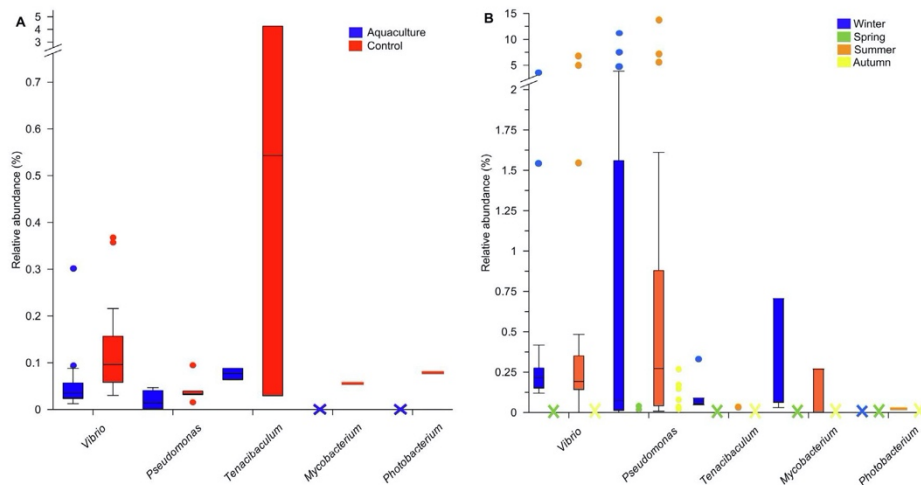 A
Aquaculture
Control
Relative abundance (%)
5
4
3
0.7
0.6
0.5
0.4
0.3
0.2
0.1
0
Vibrio
Pseudomonas
Tenacibaculum
Mycobacterium
Photobacterium
B
Winter
Spring
Summer
Autumn
Relative abundance (%)
15
10
5
2
1.75
1.5
1.25
1
0.75
0.5
0.25
0
Vibrio
Pseudomonas
Tenacibaculum
Mycobacterium
Photobacterium